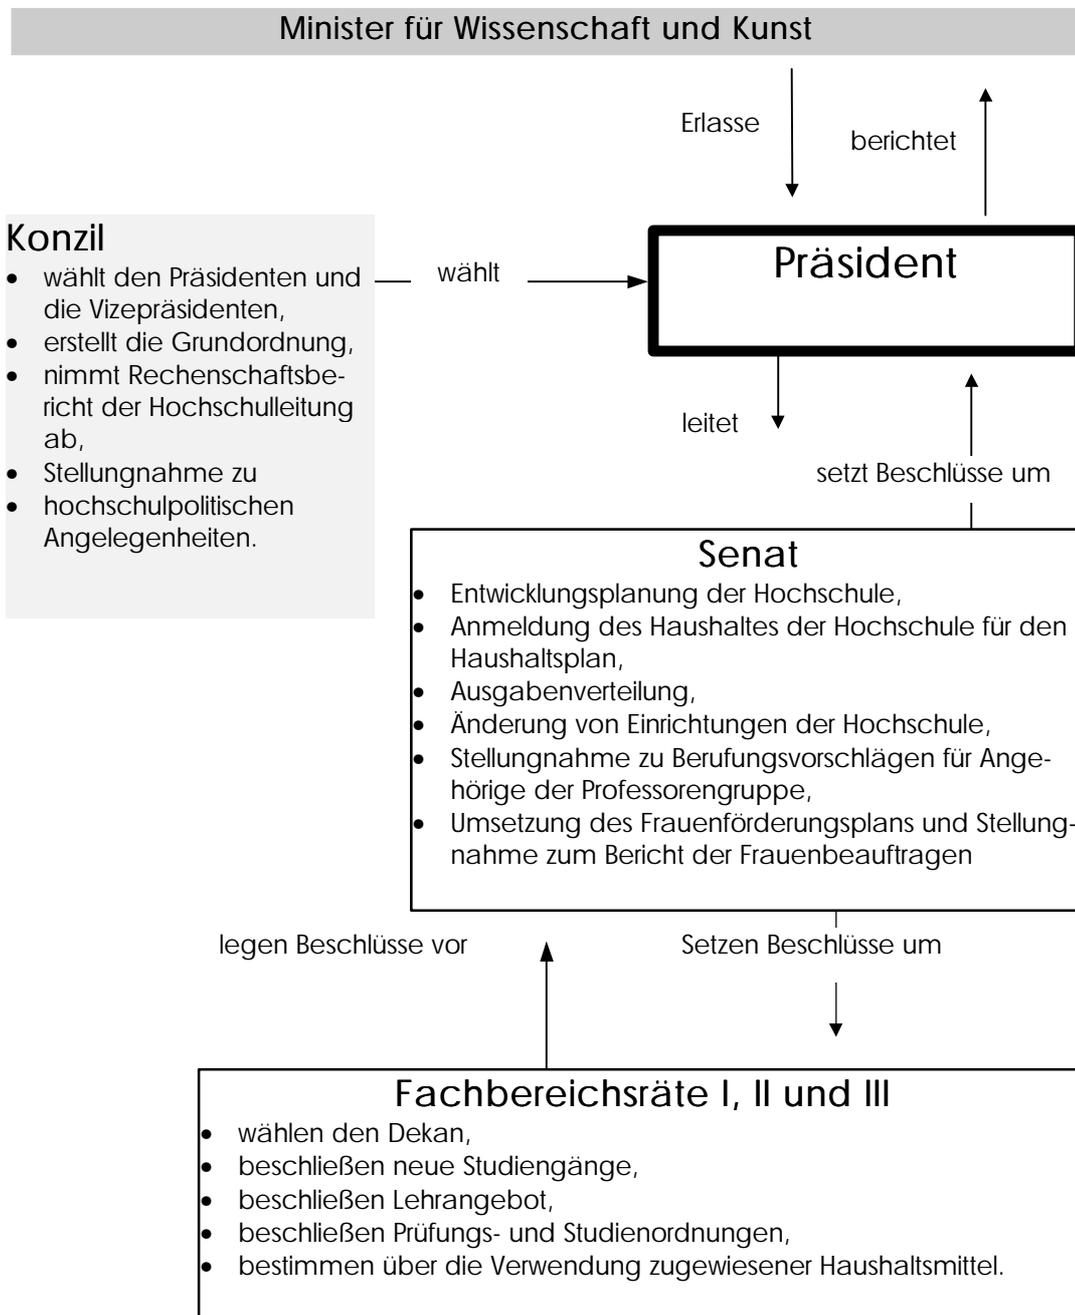 Minister für Wissenschaft und Kunst
Erlasse
berichtet
Konzil
• wählt den Präsidenten und
die Vizepräsidenten,
• erstellt die Grundordnung,
• nimmt Rechenschaftsbe-
richt der Hochschulleitung
ab,
• Stellungnahme zu
• hochschulpolitischen
Angelegenheiten.
wählt
Präsident
leitet
setzt Beschlüsse um
Senat
• Entwicklungsplanung der Hochschule,
• Anmeldung des Haushaltes der Hochschule für den
Haushaltsplan,
• Ausgabenverteilung,
• Änderung von Einrichtungen der Hochschule,
• Stellungnahme zu Berufungsvorschlägen für Ange-
hörige der Professorengruppe,
• Umsetzung des Frauenförderungsplans und Stellung-
nahme zum Bericht der Frauenbeauftragen
legen Beschlüsse vor
Setzen Beschlüsse um
Fachbereichsräte I, II und III
• wählen den Dekan,
• beschließen neue Studiengänge,
• beschließen Lehrangebot,
• beschließen Prüfungs- und Studienordnungen,
• bestimmen über die Verwendung zugewiesener Haushaltsmittel.